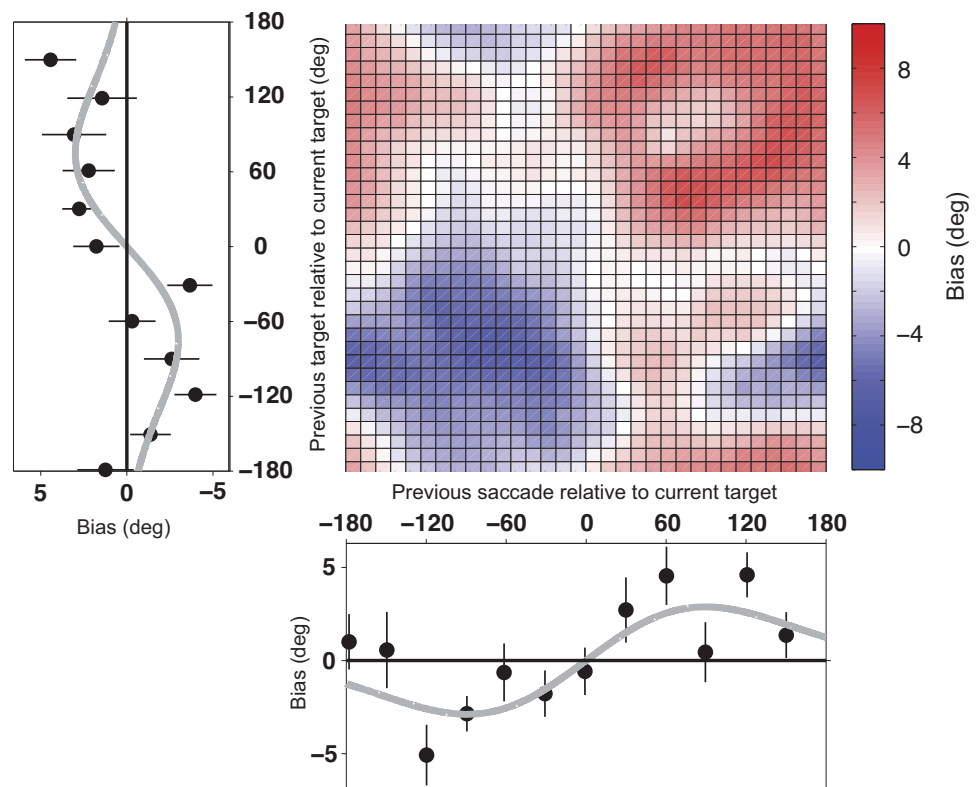 180
120
60
0
−60
−120
−180
5 0 −5
Bias (deg)
Previous target relative to current target (deg)
8
4
0
−4
−8
Bias (deg)
Previous saccade relative to current target
−180 −120 −60 0 60 120 180
5
0
−5
Bias (deg)